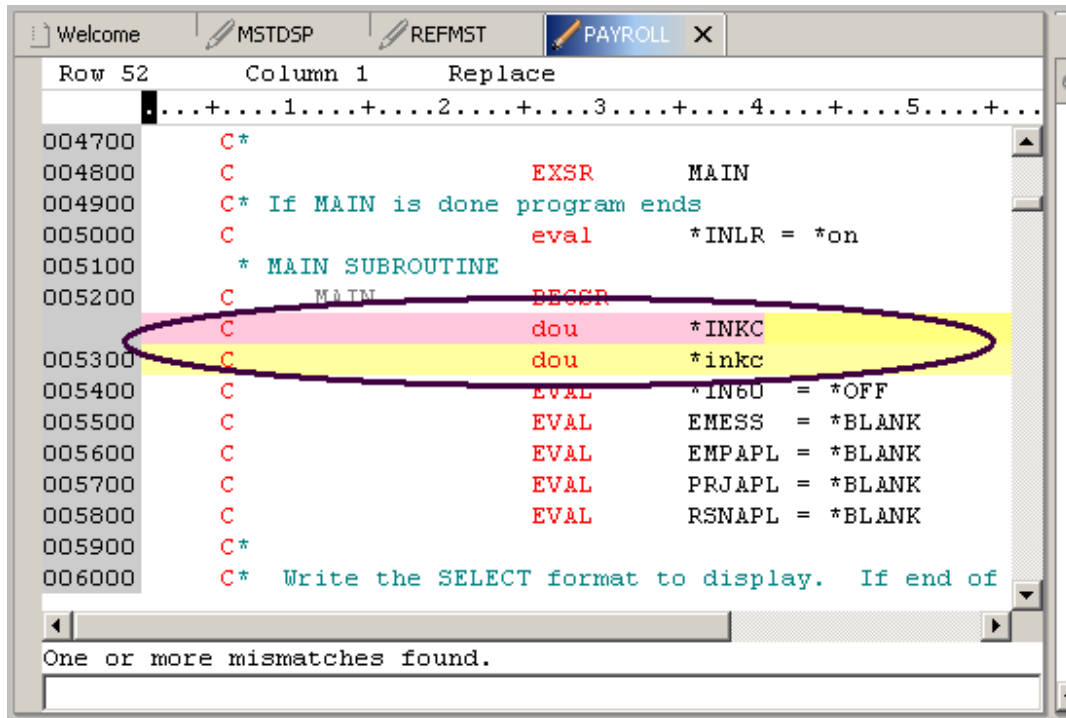 Welcome MSTDSP REFMST PAYROLL
Row 52 Column 1 Replace
....+....1....+....2....+....3....+....4....+....5....+...
004700 C*
004800 C EXSR MAIN
004900 C* If MAIN is done program ends
005000 C eval *INLR = *on
005100 * MAIN SUBROUTINE
005200 C MAIN BEGSR
C dou *INKC
005300 C dou *inkc
005400 C EVAL *IN60 = *OFF
005500 C EVAL EMESS = *BLANK
005600 C EVAL EMPAPL = *BLANK
005700 C EVAL PRJAPL = *BLANK
005800 C EVAL RSNAPL = *BLANK
005900 C*
006000 C* Write the SELECT format to display. If end of
One or more mismatches found.